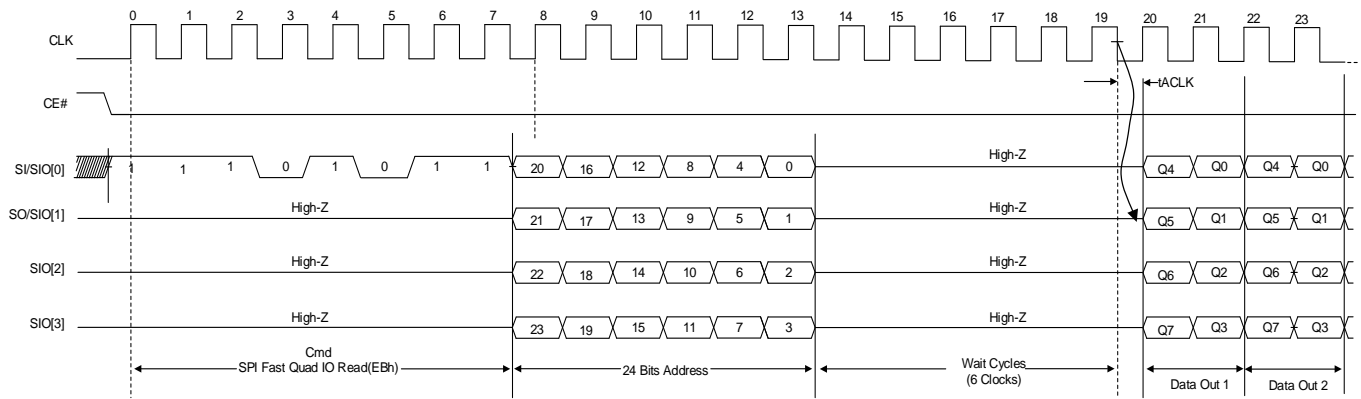 0 1 2 3 4 5 6 7 8 9 10 11 12 13 14 15 16 17 18 19 20 21 22 23
CLK
tACLK
CE#
SI/SIO[0] 1 1 1 0 1 0 1 1 20 16 12 8 4 0 High-Z Q4 Q0 Q4 Q0
SO/SIO[1] High-Z 21 17 13 9 5 1 Q5 Q1 Q5 Q1
SIO[2] High-Z 22 18 14 10 6 2 High-Z Q6 Q2 Q6 Q2
SIO[3] High-Z 23 19 15 11 7 3 High-Z Q7 Q3 Q7 Q3
Cmd
SPI Fast Quad IO Read(EBh)
24 Bits Address
Wait Cycles
(6 Clocks)
Data Out 1 Data Out 2